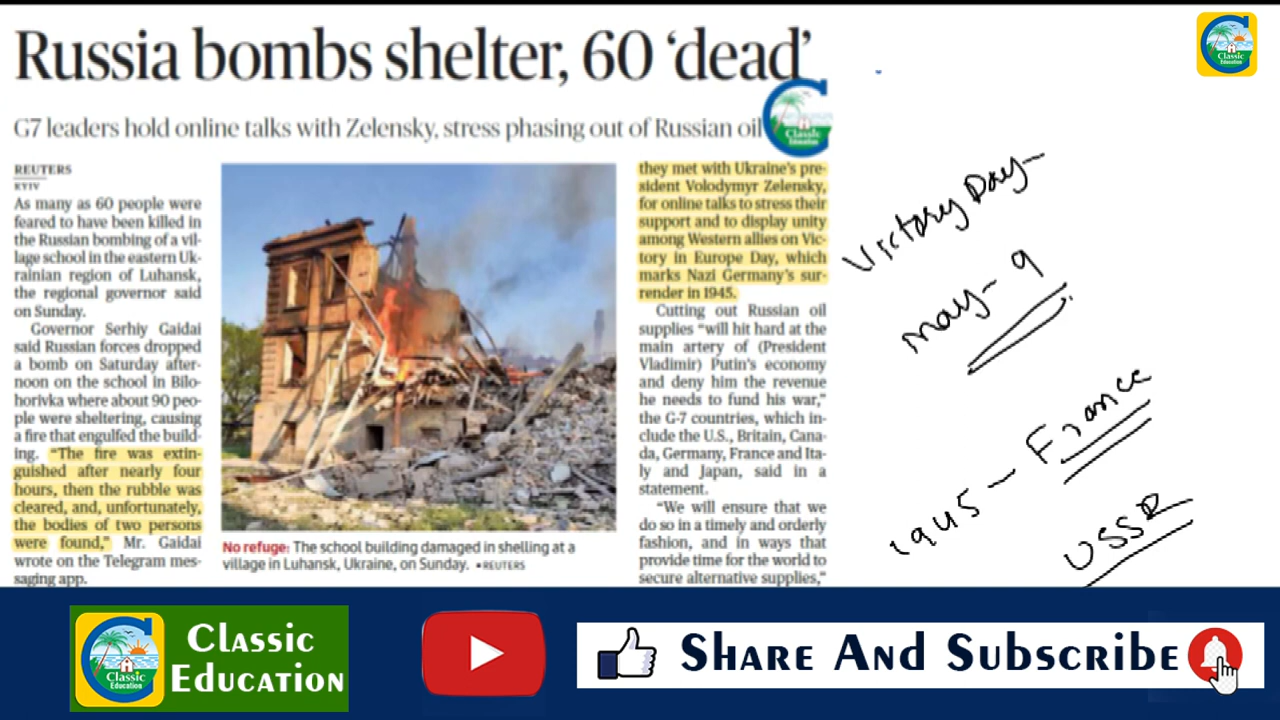 Russia bombs shelter, 60 ‘dead’
G7 leaders hold online talks with Zelensky, stress phasing out of Russian oil
REUTERS
KYIV
As many as 60 people were
feared to have been killed in
the Russian bombing of a vil-
lage school in the eastern Uk-
rainian region of Luhansk,
the regional governor said
on Sunday.
Governor Serhiy Gaidai
said Russian forces dropped
a bomb on Saturday after-
noon on the school in Bilo-
horivka where about 90 peo-
ple were sheltering, causing
a fire that engulfed the build-
ing. “The fire was extin-
guished after nearly four
hours, then the rubble was
cleared, and, unfortunately,
the bodies of two persons
were found,” Mr. Gaidai
wrote on the Telegram mes-
saging app.
No refuge: The school building damaged in shelling at a
village in Luhansk, Ukraine, on Sunday. ▪REUTERS
they met with Ukraine’s pre-
sident Volodymyr Zelensky,
for online talks to stress their
support and to display unity
among Western allies on Vic-
tory in Europe Day, which
marks Nazi Germany’s sur-
render in 1945.
Cutting out Russian oil
supplies “will hit hard at the
main artery of (President
Vladimir) Putin’s economy
and deny him the revenue
he needs to fund his war,”
the G-7 countries, which in-
clude the U.S., Britain, Cana-
da, Germany, France and Ita-
ly and Japan, said in a
statement.
“We will ensure that we
do so in a timely and orderly
fashion, and in ways that
provide time for the world to
secure alternative supplies,”
Classic
Education
Classic
Education
Victory Day-
May- 9
1945 - France
USSR
Classic
Education
Classic
Education
Share And Subscribe